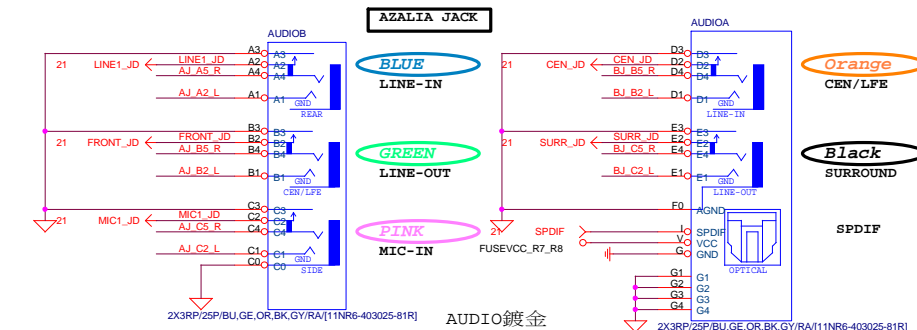 AZALIA JACK
AUDIOB
A3 A3
21 LINE1_JD LINE1_JD A2 A2
AJ_A5_R A4 A4
AJ_A2_L A1 A1
GND
REAR
BLUE
LINE-IN
B3 B3
21 FRONT_JD FRONT_JD B2 B2
AJ_B5_R B4 B4
AJ_B2_L B1 B1
GND
CEN/LFE
GREEN
LINE-OUT
C3 C3
21 MIC1_JD MIC1_JD C2 C2
AJ_C5_R C4 C4
AJ_C2_L C1 C1
GND
C0 C0
SIDE
PINK
MIC-IN
2X3RP/25P/BU,GE,OR,BK,GY/RA/[11NR6-403025-81R]
AUDIO鍍金
AUDIOA
D3 D3
21 CEN_JD CEN_JD D2 D2
BJ_B5_R D4 D4
BJ_B2_L D1 D1
GND
LINE-IN
Orange
CEN/LFE
E3 E3
21 SURR_JD SURR_JD E2 E2
BJ_C5_R E4 E4
BJ_C2_L E1 E1
GND
LINE-OUT
Black
SURROUND
F0 AGND
21 SPDIF I SPDIF
FUSEVCC_R7_R8 V VCC
G GND
OPTICAL
SPDIF
G1 G1
G2 G2
G3 G3
G4 G4
2X3RP/25P/BU,GE,OR,BK,GY/RA/[11NR6-403025-81R]